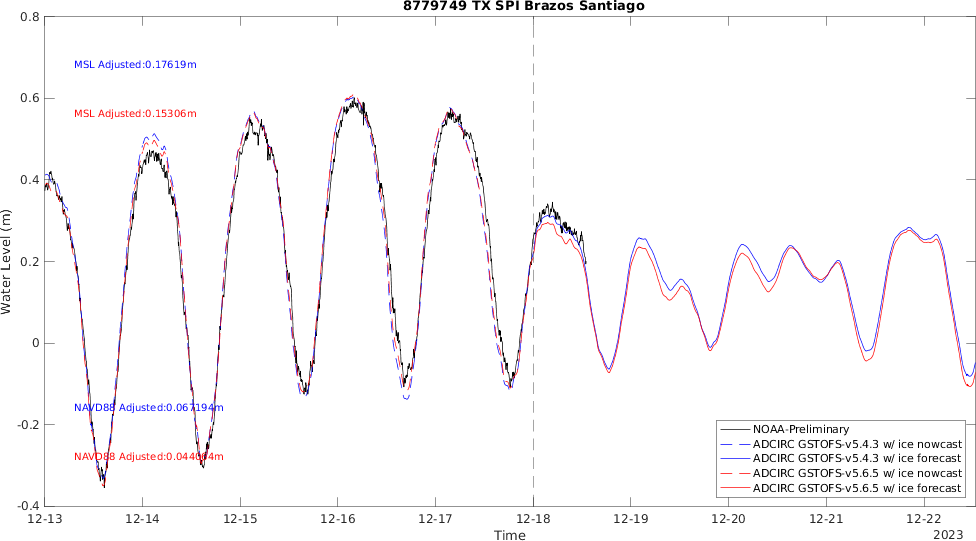 8779749 TX SPI Brazos Santiago
0.8
MSL Adjusted:0.17619m
0.6
MSL Adjusted:0.15306m
0.4
0.2
Water Level (m)
0
NAVD88 Adjusted:0.067194m
-0.2
NAVD88 Adjusted:
NOAA-Preliminary
ADCIRC GSTOFS-v5.4.3 w/ ice nowcast
ADCIRC GSTOFS-v5.4.3 w/ ice forecast
ADCIRC GSTOFS-v5.6.5 w/ ice nowcast
ADCIRC GSTOFS-v5.6.5 w/ ice forecast
-0.4
12-13 12-14 12-15 12-16 12-17 12-18 12-19 12-20 12-21 12-22
Time
2023